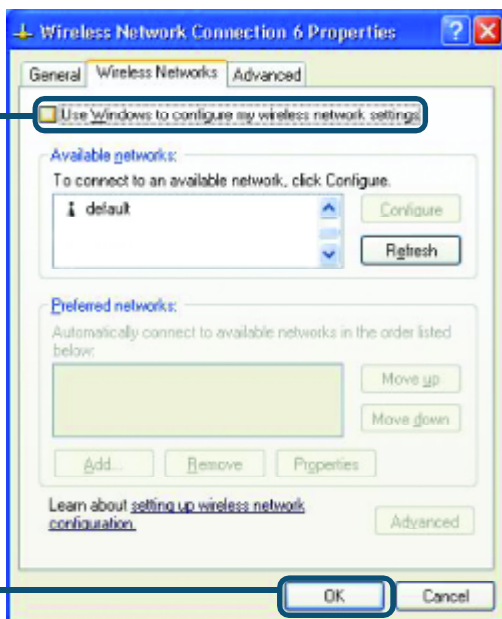 Wireless Network Connection 6 Properties
General Wireless Networks Advanced
Use Windows to configure my wireless network settings
Available networks:
To connect to an available network, click Configure.
default
Configure
Refresh
Preferred networks:
Automatically connect to available networks in the order listed
below:
Move up
Move down
Add... Remove Properties
Learn about setting up wireless network
configuration.
Advanced
OK Cancel